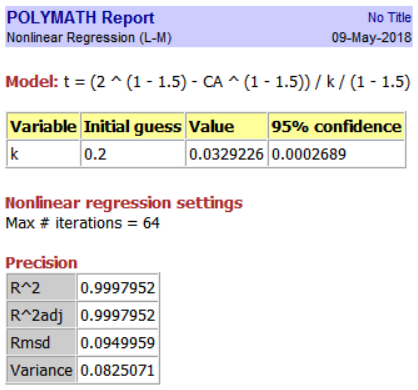 POLYMATH Report No Title
Nonlinear Regression (L-M) 09-May-2018
Model: t = (2 ^ (1 - 1.5) - CA ^ (1 - 1.5)) / k / (1 - 1.5)
Variable Initial guess Value 95% confidence
k 0.2 0.0329226 0.0002689
Nonlinear regression settings
Max # iterations = 64
Precision
R^2 0.9997952
R^2adj 0.9997952
Rmsd 0.0949959
Variance 0.0825071